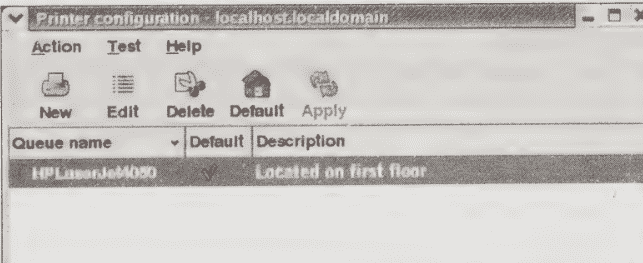 Printer configuration - localhost.localdomain
Action Test Help
New Edit Delete Default Apply
Queue name Default Description
HPLaserJet4050 Located on first floor